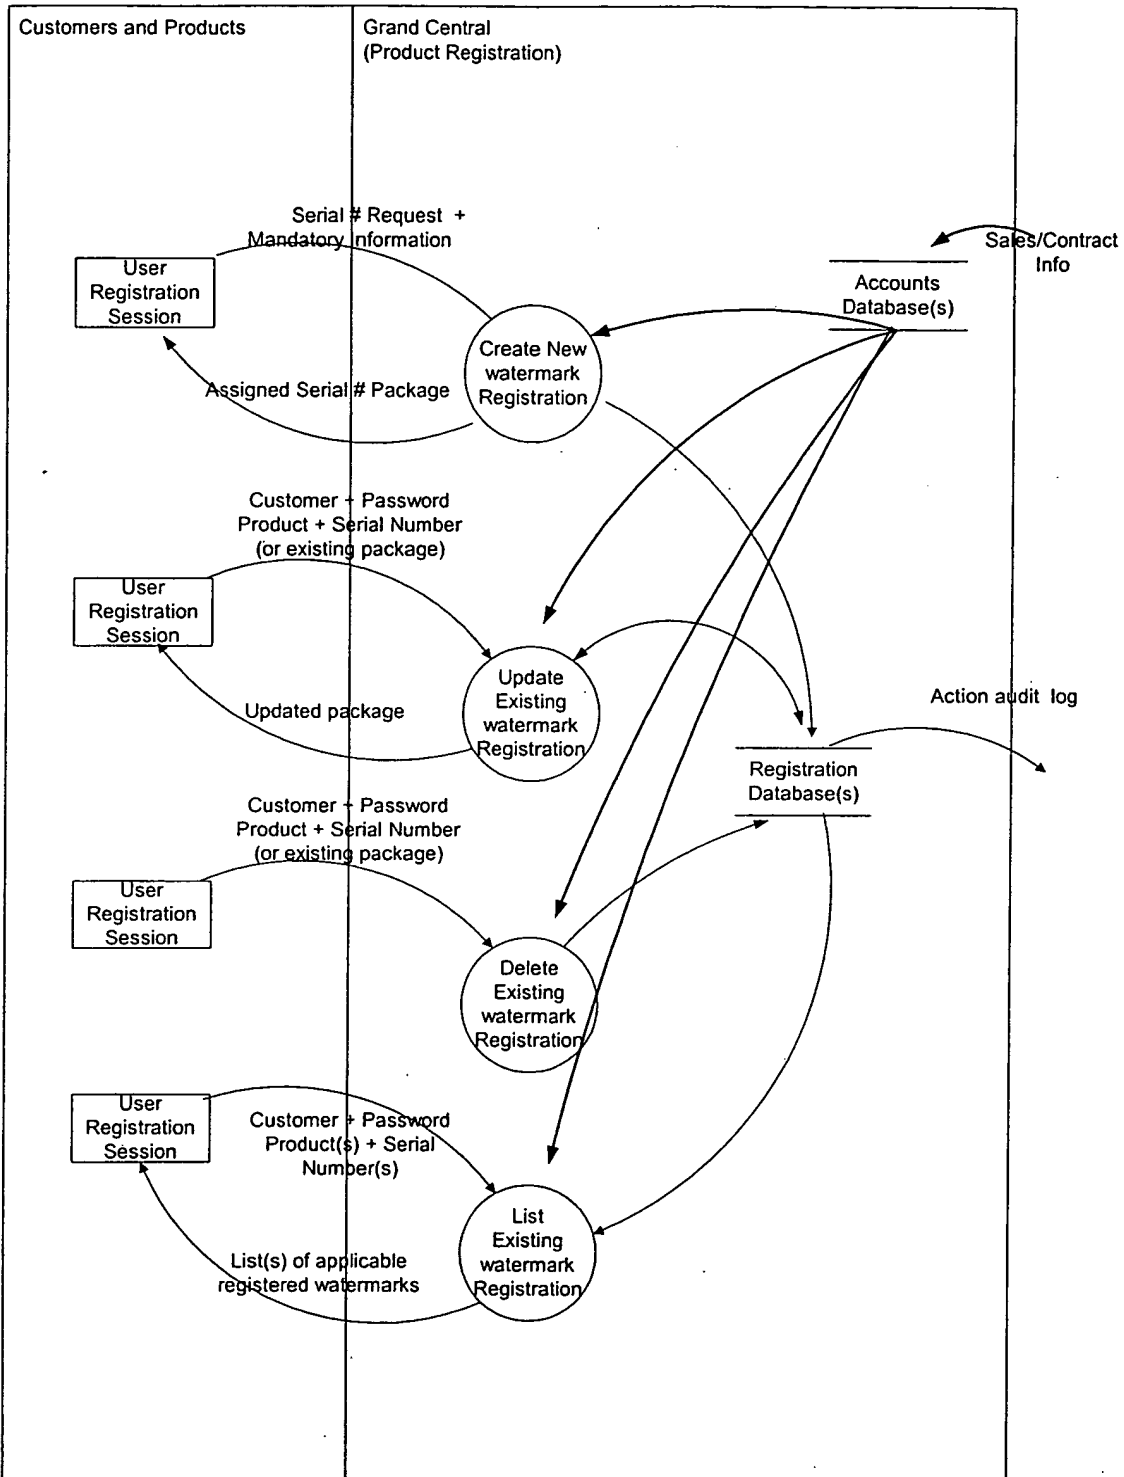 Customers and Products
Grand Central
(Product Registration)
Serial # Request +
Mandatory Information
Sales/Contract
Info
User
Registration
Session
Accounts
Database(s)
Create New
watermark
Registration
Assigned Serial # Package
Customer + Password
Product + Serial Number
(or existing package)
User
Registration
Session
Update
Existing
watermark
Registration
Updated package
Action audit log
Registration
Database(s)
Customer + Password
Product + Serial Number
(or existing package)
User
Registration
Session
Delete
Existing
watermark
Registration
User
Registration
Session
Customer + Password
Product(s) + Serial
Number(s)
List
Existing
watermark
Registration
List(s) of applicable
registered watermarks